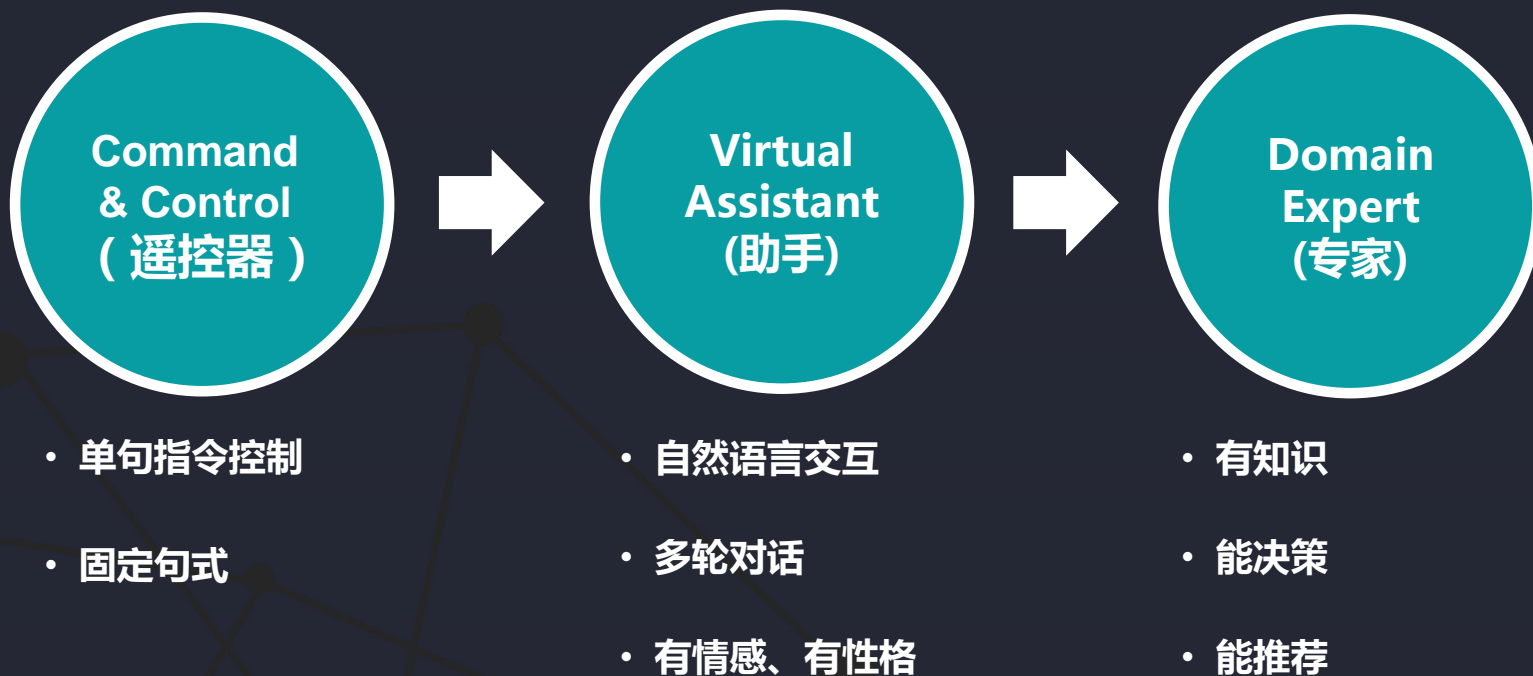 Command
& Control
（遥控器）
Virtual
Assistant
(助手)
Domain
Expert
(专家)
• 单句指令控制
• 固定句式
• 自然语言交互
• 多轮对话
• 有情感、有性格
• 有知识
• 能决策
• 能推荐